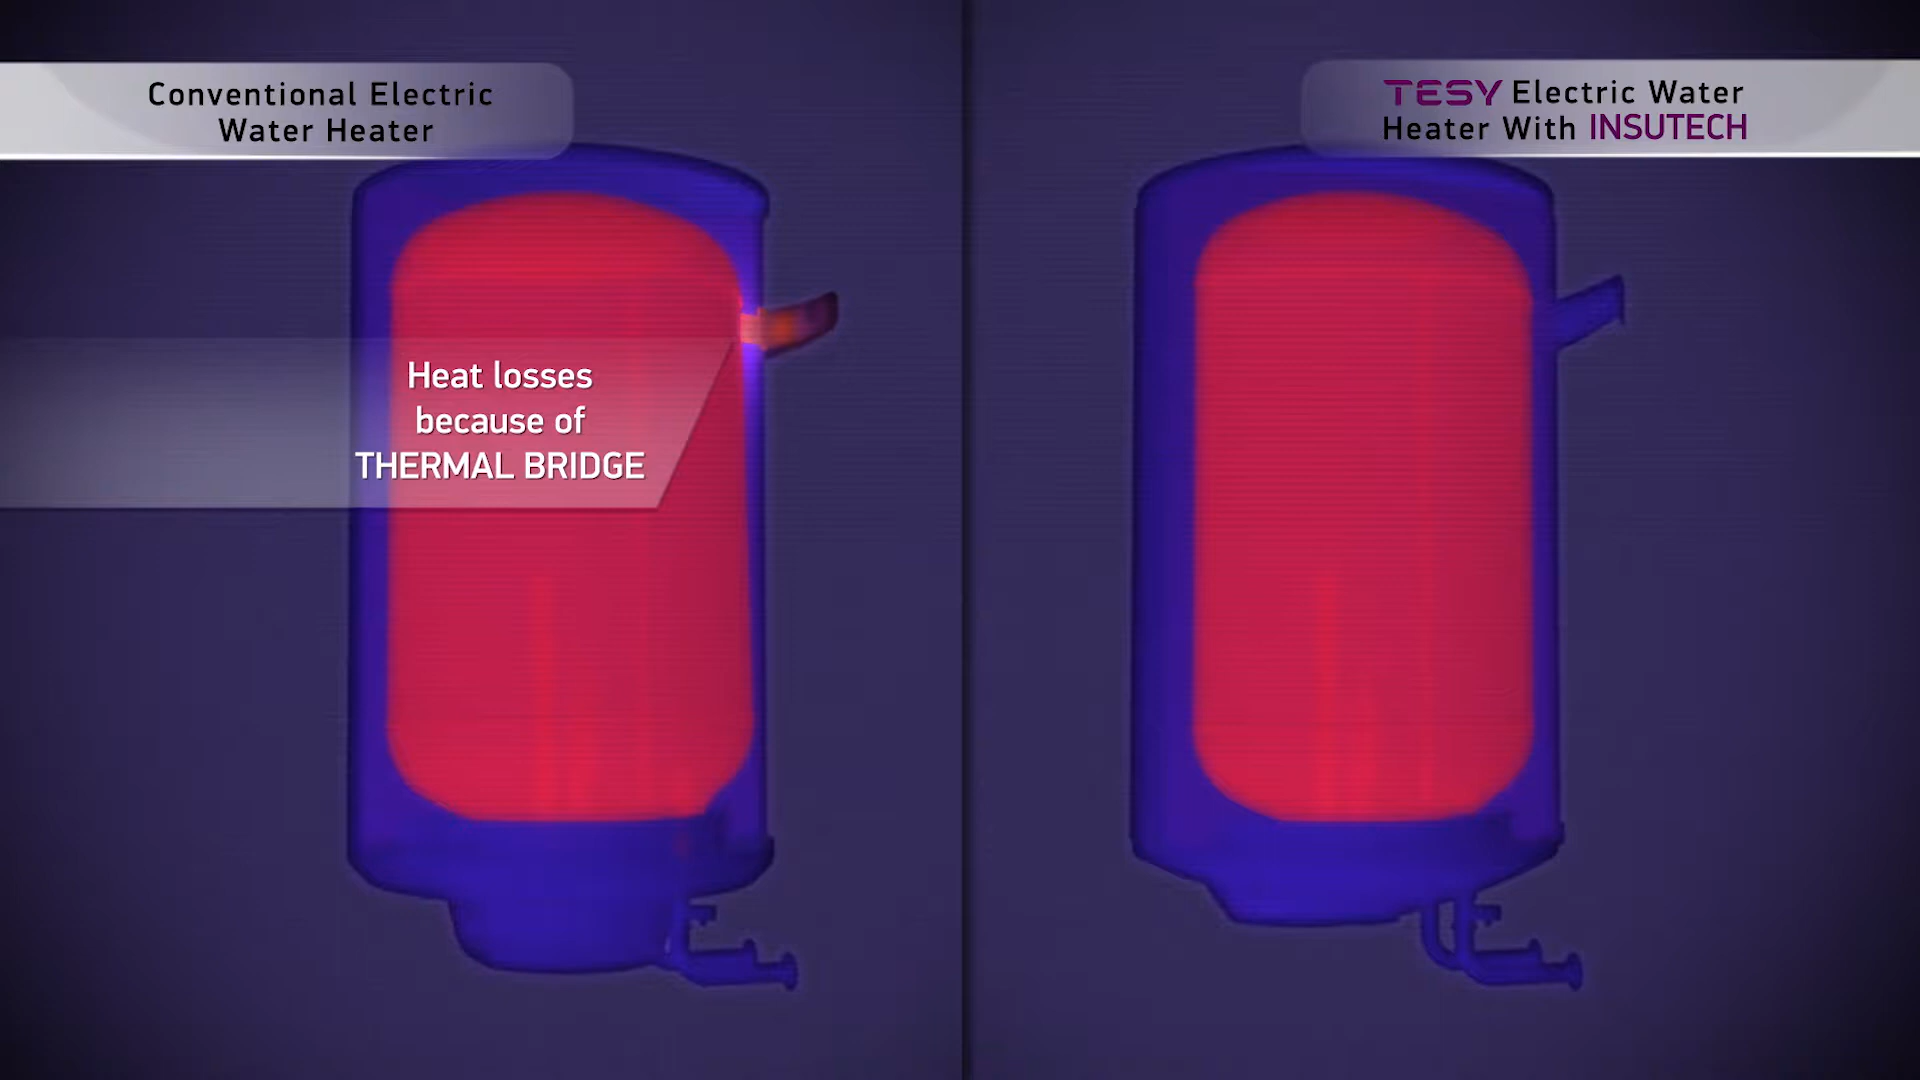 Conventional Electric
Water Heater
TESY Electric Water
Heater With INSUTECH
Heat losses
because of
THERMAL BRIDGE